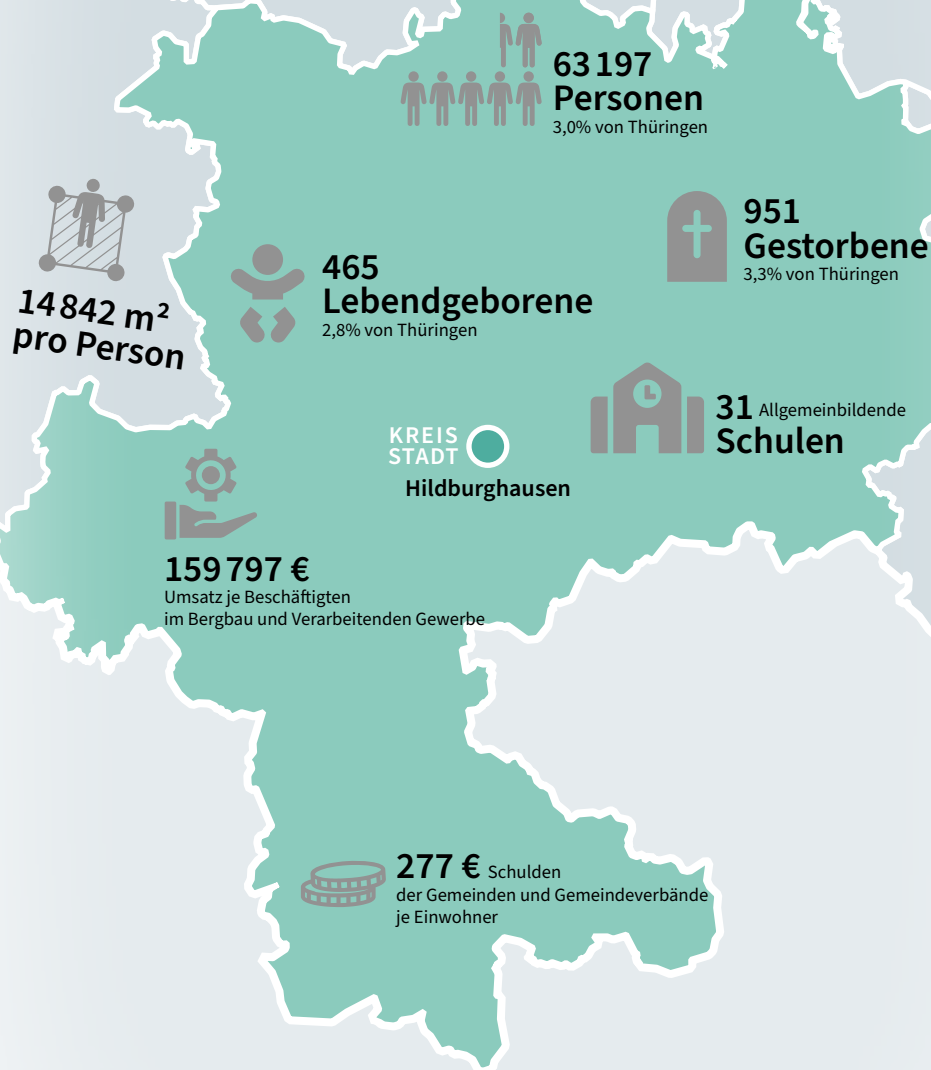 63 197
Personen
3,0% von Thüringen
951
Gestorbene
3,3% von Thüringen
14 842 m²
pro Person
465
Lebendgeborene
2,8% von Thüringen
31 Allgemeinbildende
Schulen
KREIS
STADT
Hildburghausen
159 797 €
Umsatz je Beschäftigten
im Bergbau und Verarbeitenden Gewerbe
277 € Schulden
der Gemeinden und Gemeindeverbände
je Einwohner